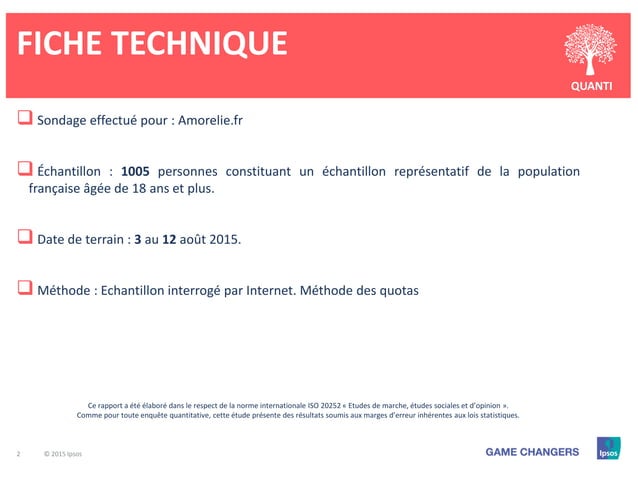 FICHE TECHNIQUE
QUANTI
Sondage effectué pour : Amorelie.fr
Échantillon : 1005 personnes constituant un échantillon représentatif de la population
française âgée de 18 ans et plus.
Date de terrain : 3 au 12 août 2015.
Méthode : Echantillon interrogé par Internet. Méthode des quotas
Ce rapport a été élaboré dans le respect de la norme internationale ISO 20252 « Etudes de marche, études sociales et d’opinion ».
Comme pour toute enquête quantitative, cette étude présente des résultats soumis aux marges d'erreur inhérentes aux lois statistiques.
2 © 2015 Ipsos
GAME CHANGERS
Ipsos